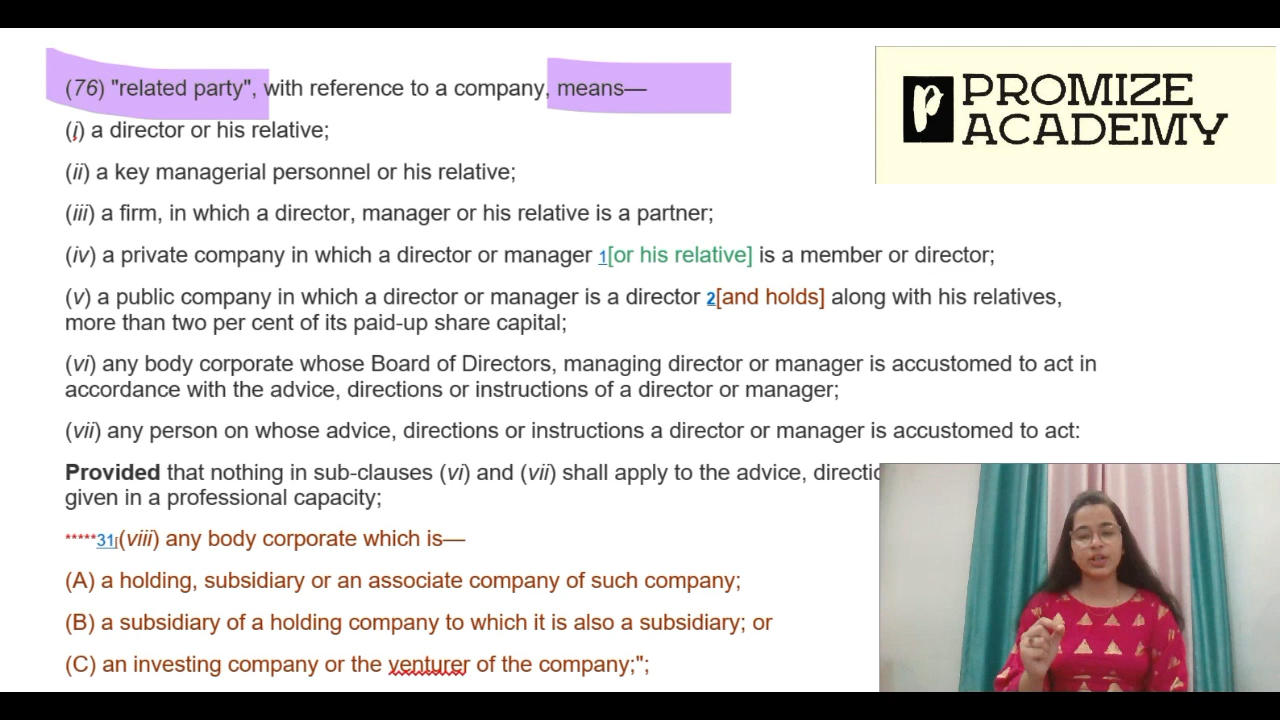 (76) "related party", with reference to a company, means—
(i) a director or his relative;
(ii) a key managerial personnel or his relative;
(iii) a firm, in which a director, manager or his relative is a partner;
(iv) a private company in which a director or manager 1[or his relative] is a member or director;
(v) a public company in which a director or manager is a director 2[and holds] along with his relatives,
more than two per cent of its paid-up share capital;
(vi) any body corporate whose Board of Directors, managing director or manager is accustomed to act in
accordance with the advice, directions or instructions of a director or manager;
(vii) any person on whose advice, directions or instructions a director or manager is accustomed to act:
Provided that nothing in sub-clauses (vi) and (vii) shall apply to the advice,
given in a professional capacity;
*****31[(viii) any body corporate which is—
(A) a holding, subsidiary or an associate company of such company;
(B) a subsidiary of a holding company to which it is also a subsidiary; or
(C) an investing company or the venturer of the company;";
p PROMIZE
ACADEMY